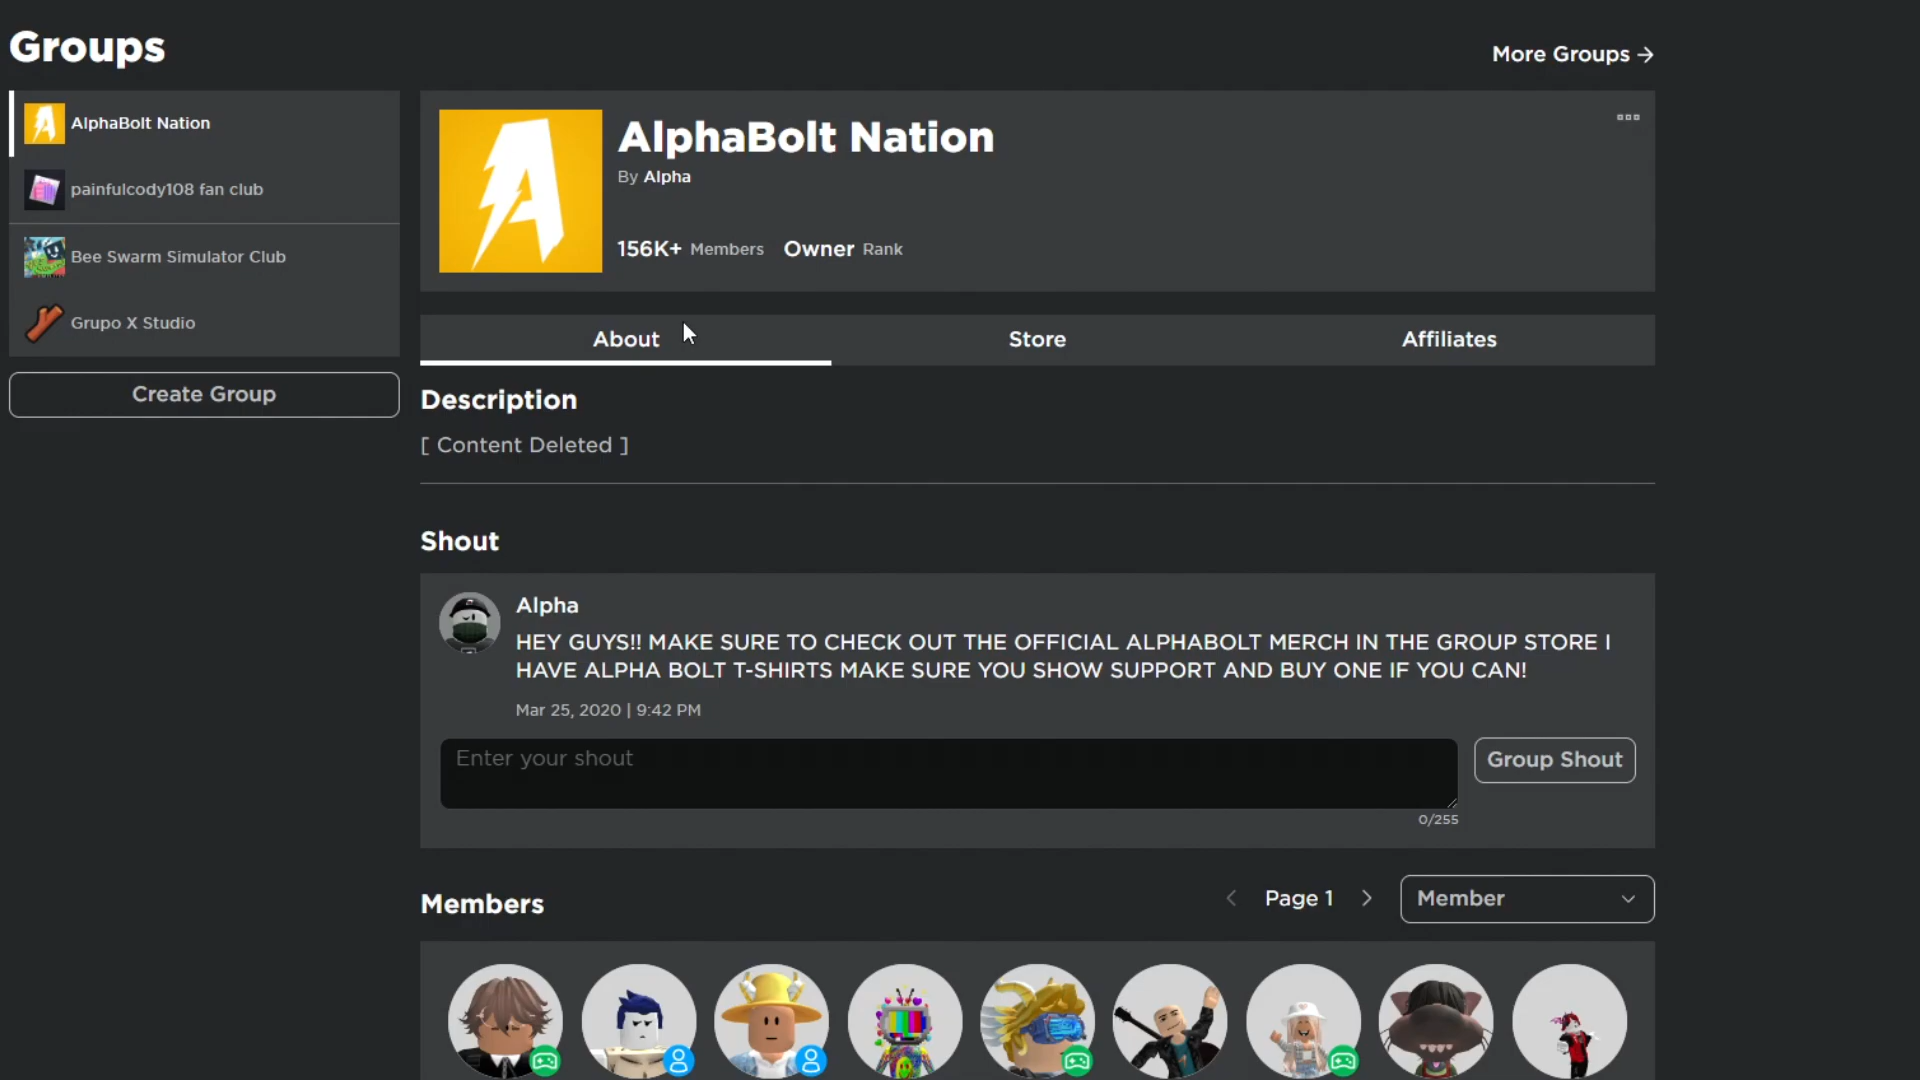 Groups
More Groups →
AlphaBolt Nation
painfulcody108 fan club
Bee Swarm Simulator Club
Grupo X Studio
Create Group
AlphaBolt Nation
By Alpha
156K+ Members Owner Rank
About
Store
Affiliates
Description
[ Content Deleted ]
Shout
Alpha
HEY GUYS!! MAKE SURE TO CHECK OUT THE OFFICIAL ALPHABOLT MERCH IN THE GROUP STORE I
HAVE ALPHA BOLT T-SHIRTS MAKE SURE YOU SHOW SUPPORT AND BUY ONE IF YOU CAN!
Mar 25, 2020 | 9:42 PM
Enter your shout
Group Shout
0/255
Members
Page 1
Member